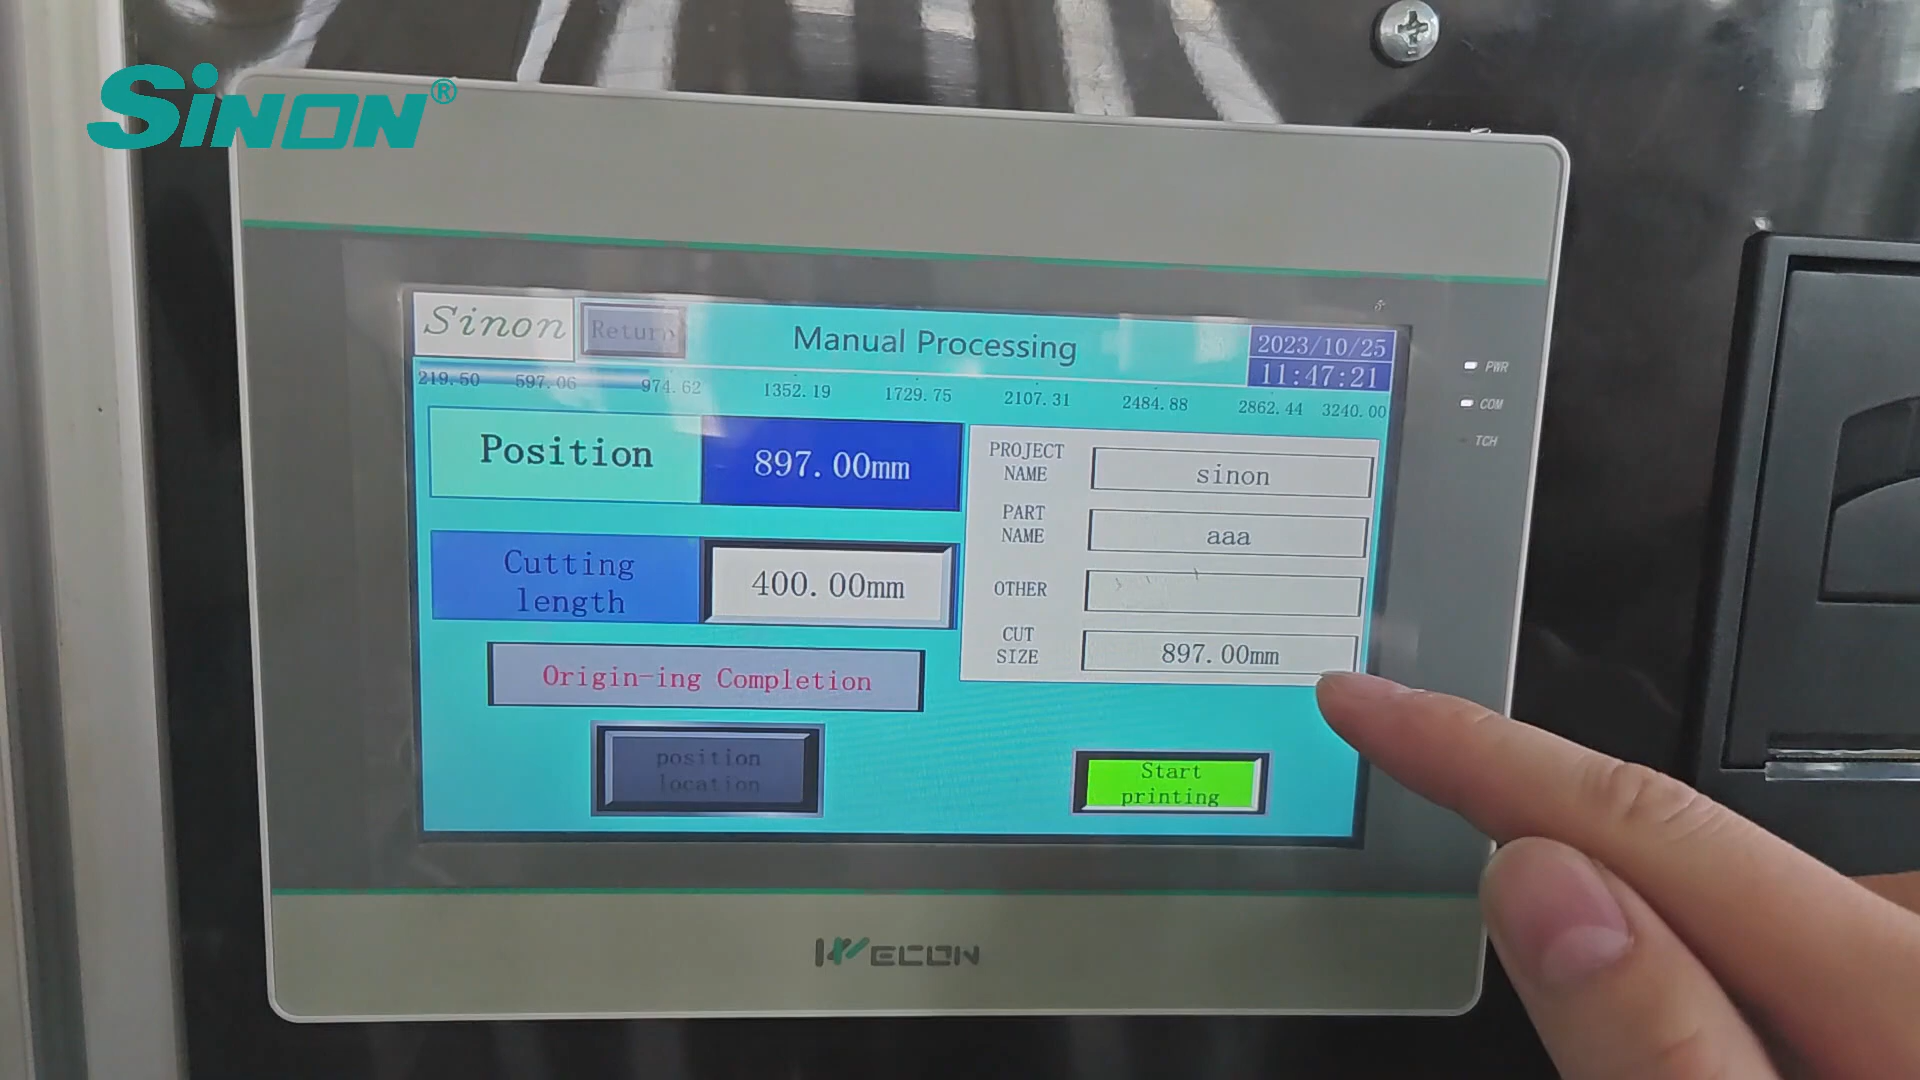 SiNON®
Sinon
Return
Manual Processing
2023/10/25
11:47:21
219.50 597.06 974.62 1352.19 1729.75 2107.31 2484.88 2862.44 3240.00
Position
897.00mm
Cutting
length
400.00mm
Origin-ing Completion
position
location
PROJECT
NAME
sinon
PART
NAME
aaa
OTHER
CUT
SIZE
897.00mm
Start
printing
PWR
COM
TCH
WECON